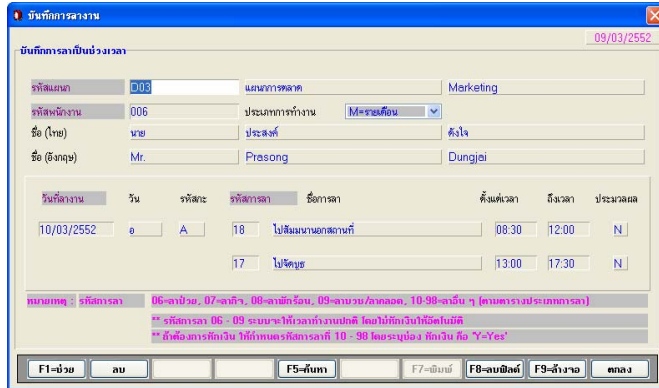 บันทึกการลางาน
09/03/2552
บันทึกการลาเป็นช่วงเวลา
รหัสแผนก D03 แผนกการตลาด Marketing
รหัสพนักงาน 006 ประเภทการทำงาน M=รายเดือน
ชื่อ (ไทย) นาย ประสงค์ ดังใจ
ชื่อ (อังกฤษ) Mr. Prasong Dungjai
วันที่ลางาน วัน รหัสกะ รหัสการลา ชื่อการลา ตั้งแต่เวลา ถึงเวลา ประมวลผล
10/03/2552 อ A 18 ไปสัมมนานอกสถานที่ 08:30 12:00 N
17 ไปจัดบูธ 13:00 17:30 N
หมายเหตุ : รหัสการลา 06=ลาป่วย, 07=ลากิจ, 08=ลาพักร้อน, 09=ลาบวช/ลาคลอด, 10-98=ลาอื่น ๆ (ตามตารางประเภทการลา)
** รหัสการลา 06 - 09 ระบบจะให้เวลาทำงานปกติ โดยไม่หักเงินให้อัตโนมัติ
** ถ้าต้องการหักเงิน ให้กำหนดรหัสการลาที่ 10 - 98 โดยระบุช่อง หักเงิน คือ 'Y=Yes'
F1=ช่วย ลบ F5=ค้นหา F7=พิมพ์ F8=ลบฟิลด์ F9=ล้างจอ ตกลง